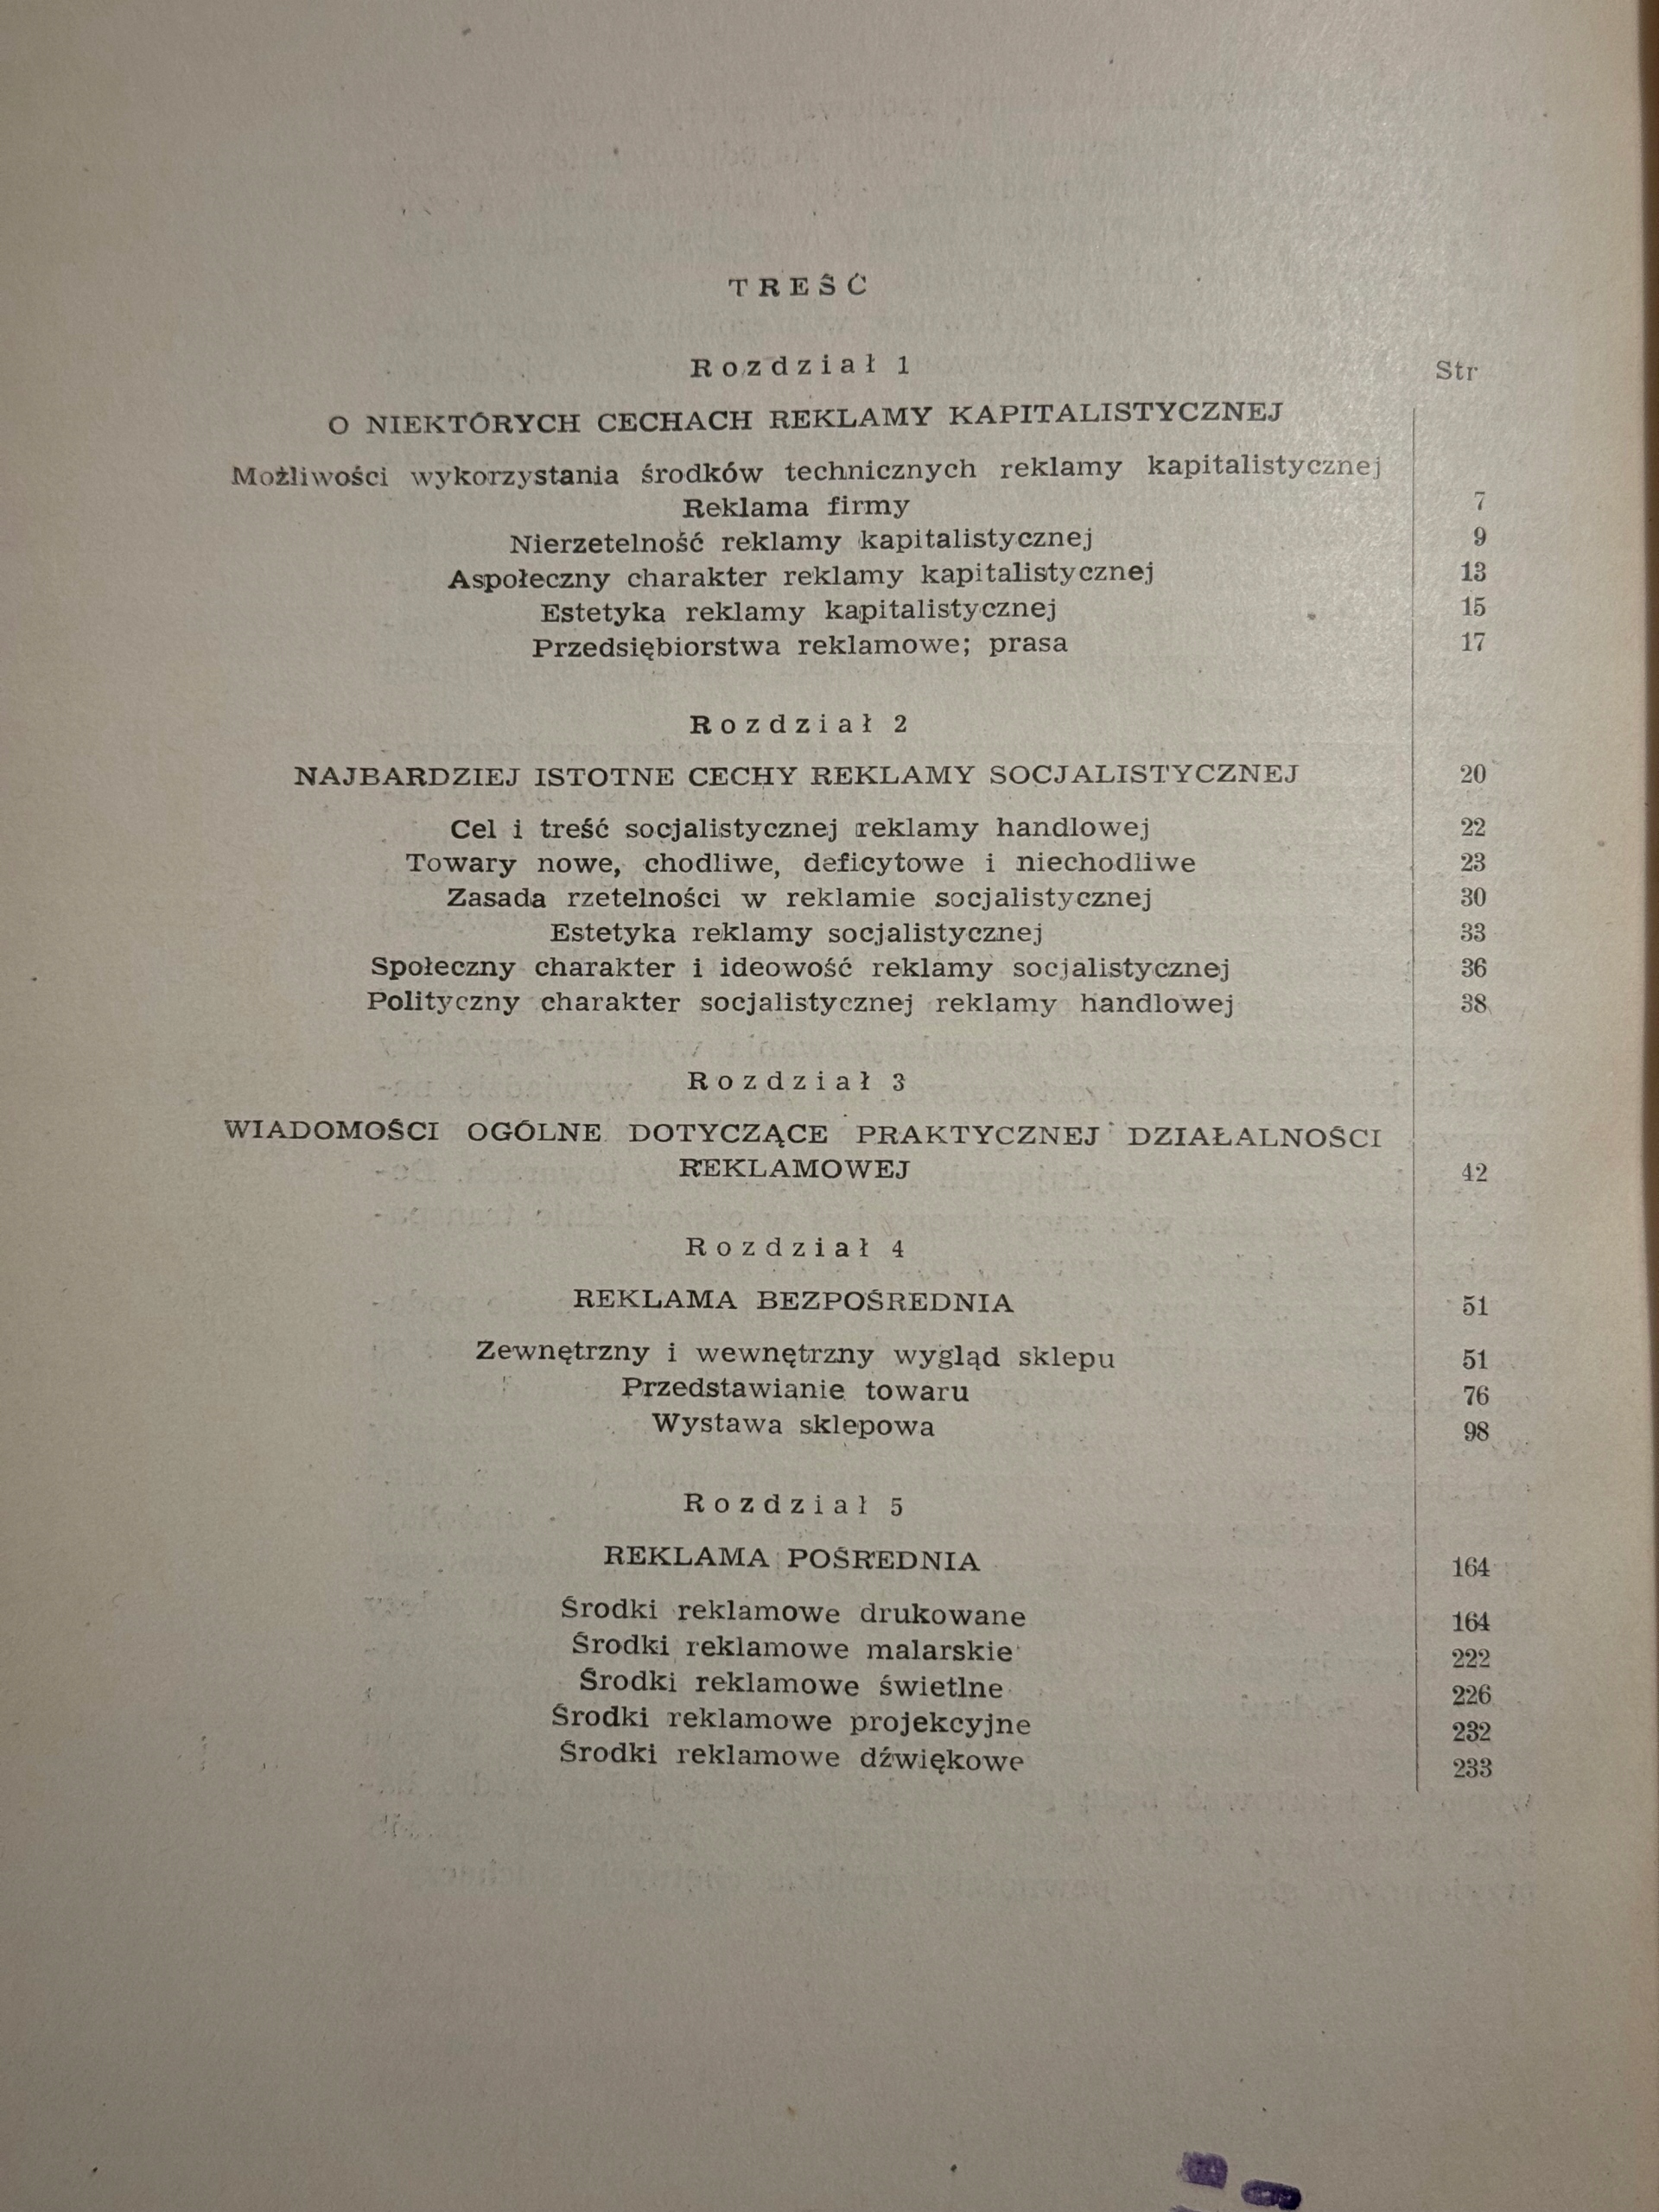 TREŚĆ
Rozdział 1 Str
O NIEKTÓRYCH CECHACH REKLAMY KAPITALISTYCZNEJ
Możliwości wykorzystania środków technicznych reklamy kapitalistycznej
Reklama firmy 7
Nierzetelność reklamy kapitalistycznej 9
Aspołeczny charakter reklamy kapitalistycznej 13
Estetyka reklamy kapitalistycznej 15
Przedsiębiorstwa reklamowe; prasa 17
Rozdział 2
NAJBARDZIEJ ISTOTNE CECHY REKLAMY SOCJALISTYCZNEJ 20
Cel i treść socjalistycznej reklamy handlowej 22
Towary nowe, chodliwe, deficytowe i niechodliwe 23
Zasada rzetelności w reklamie socjalistycznej 30
Estetyka reklamy socjalistycznej 33
Społeczny charakter i ideowość reklamy socjalistycznej 36
Polityczny charakter socjalistycznej reklamy handlowej 38
Rozdział 3
WIADOMOŚCI OGÓLNE DOTYCZĄCE PRAKTYCZNEJ DZIAŁALNOŚCI
REKLAMOWEJ 42
Rozdział 4
REKLAMA BEZPOŚREDNIA 51
Zewnętrzny i wewnętrzny wygląd sklepu 51
Przedstawianie towaru 76
Wystawa sklepowa 98
Rozdział 5
REKLAMA POŚREDNIA 164
Środki reklamowe drukowane 164
Środki reklamowe malarskie 222
Środki reklamowe świetlne 226
Środki reklamowe projekcyjne 232
Środki reklamowe dźwiękowe 233